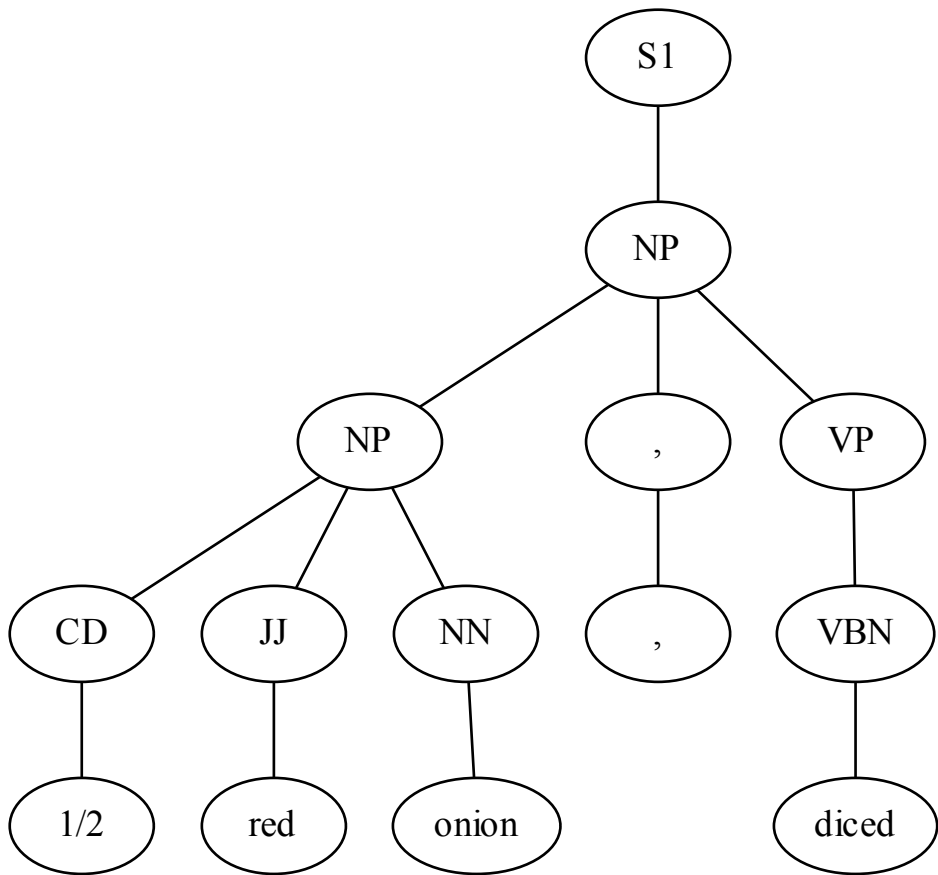 S1
NP
NP , VP
CD JJ NN , VBN
1/2 red onion diced